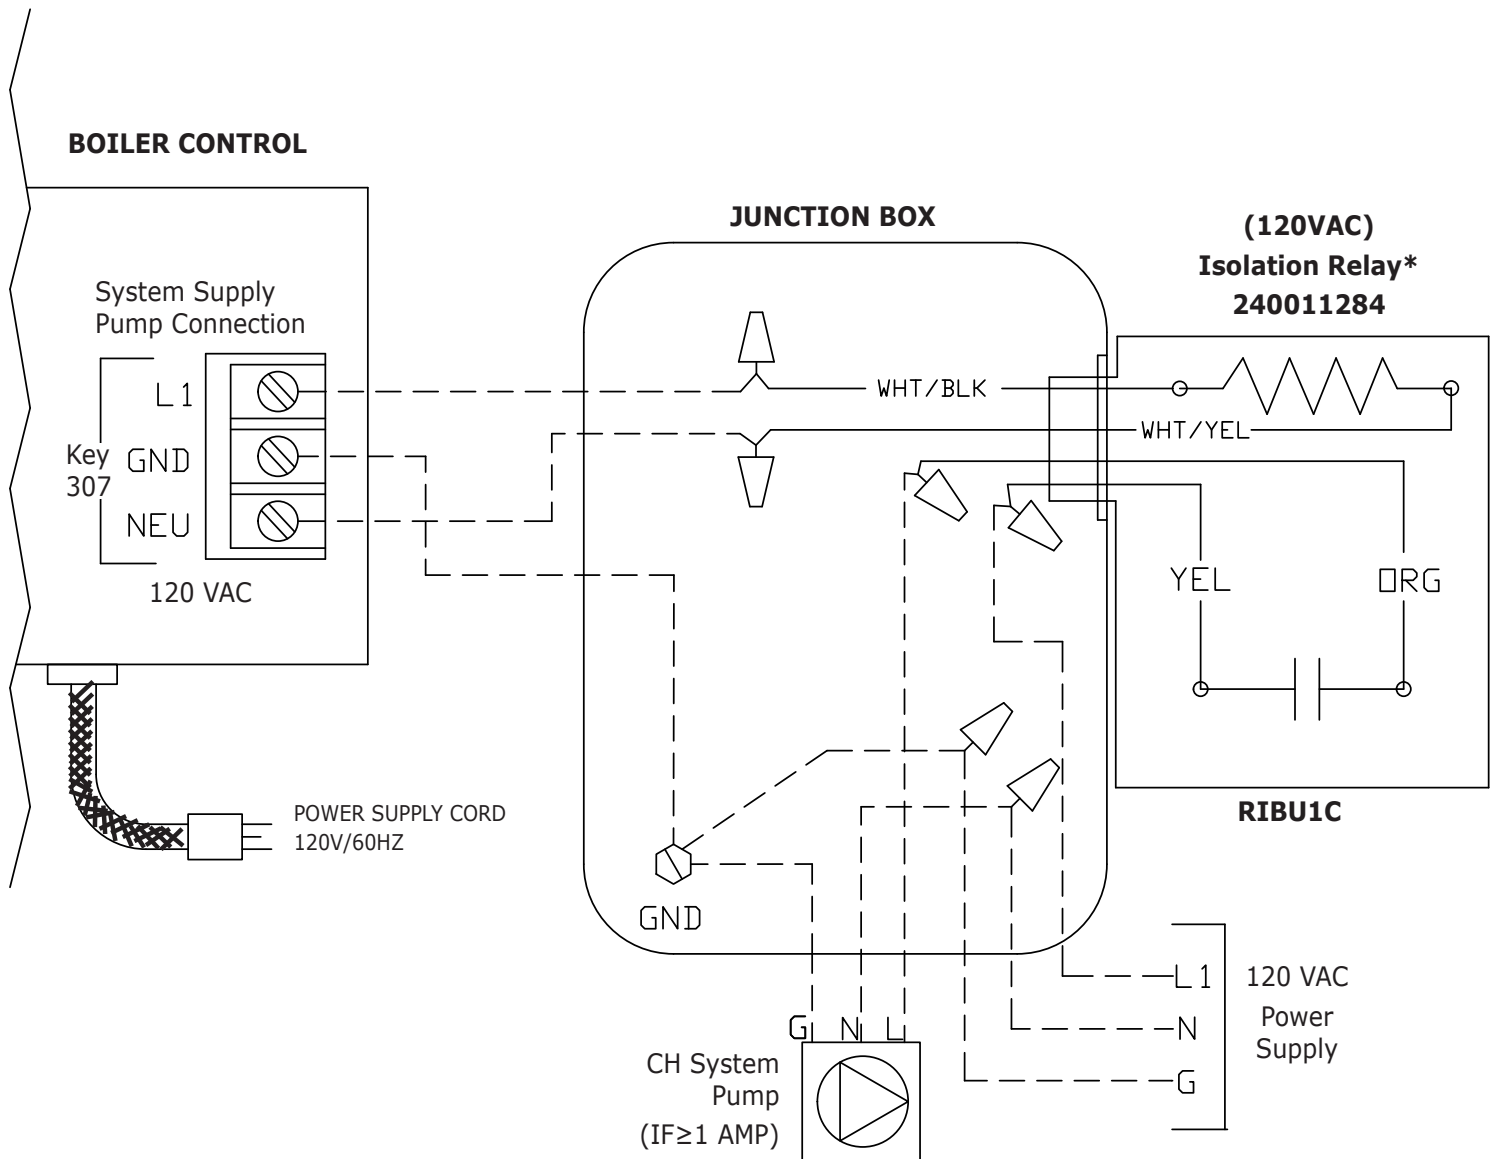 BOILER CONTROL
System Supply
Pump Connection
L1
Key
307
GND
NEU
120 VAC
POWER SUPPLY CORD
120V/60HZ
JUNCTION BOX
WHT/BLK
WHT/YEL
(120VAC)
Isolation Relay*
240011284
YEL
ORG
RIBU1C
GND
G N L
CH System
Pump
(IF≥1 AMP)
L1
N
G
120 VAC
Power
Supply